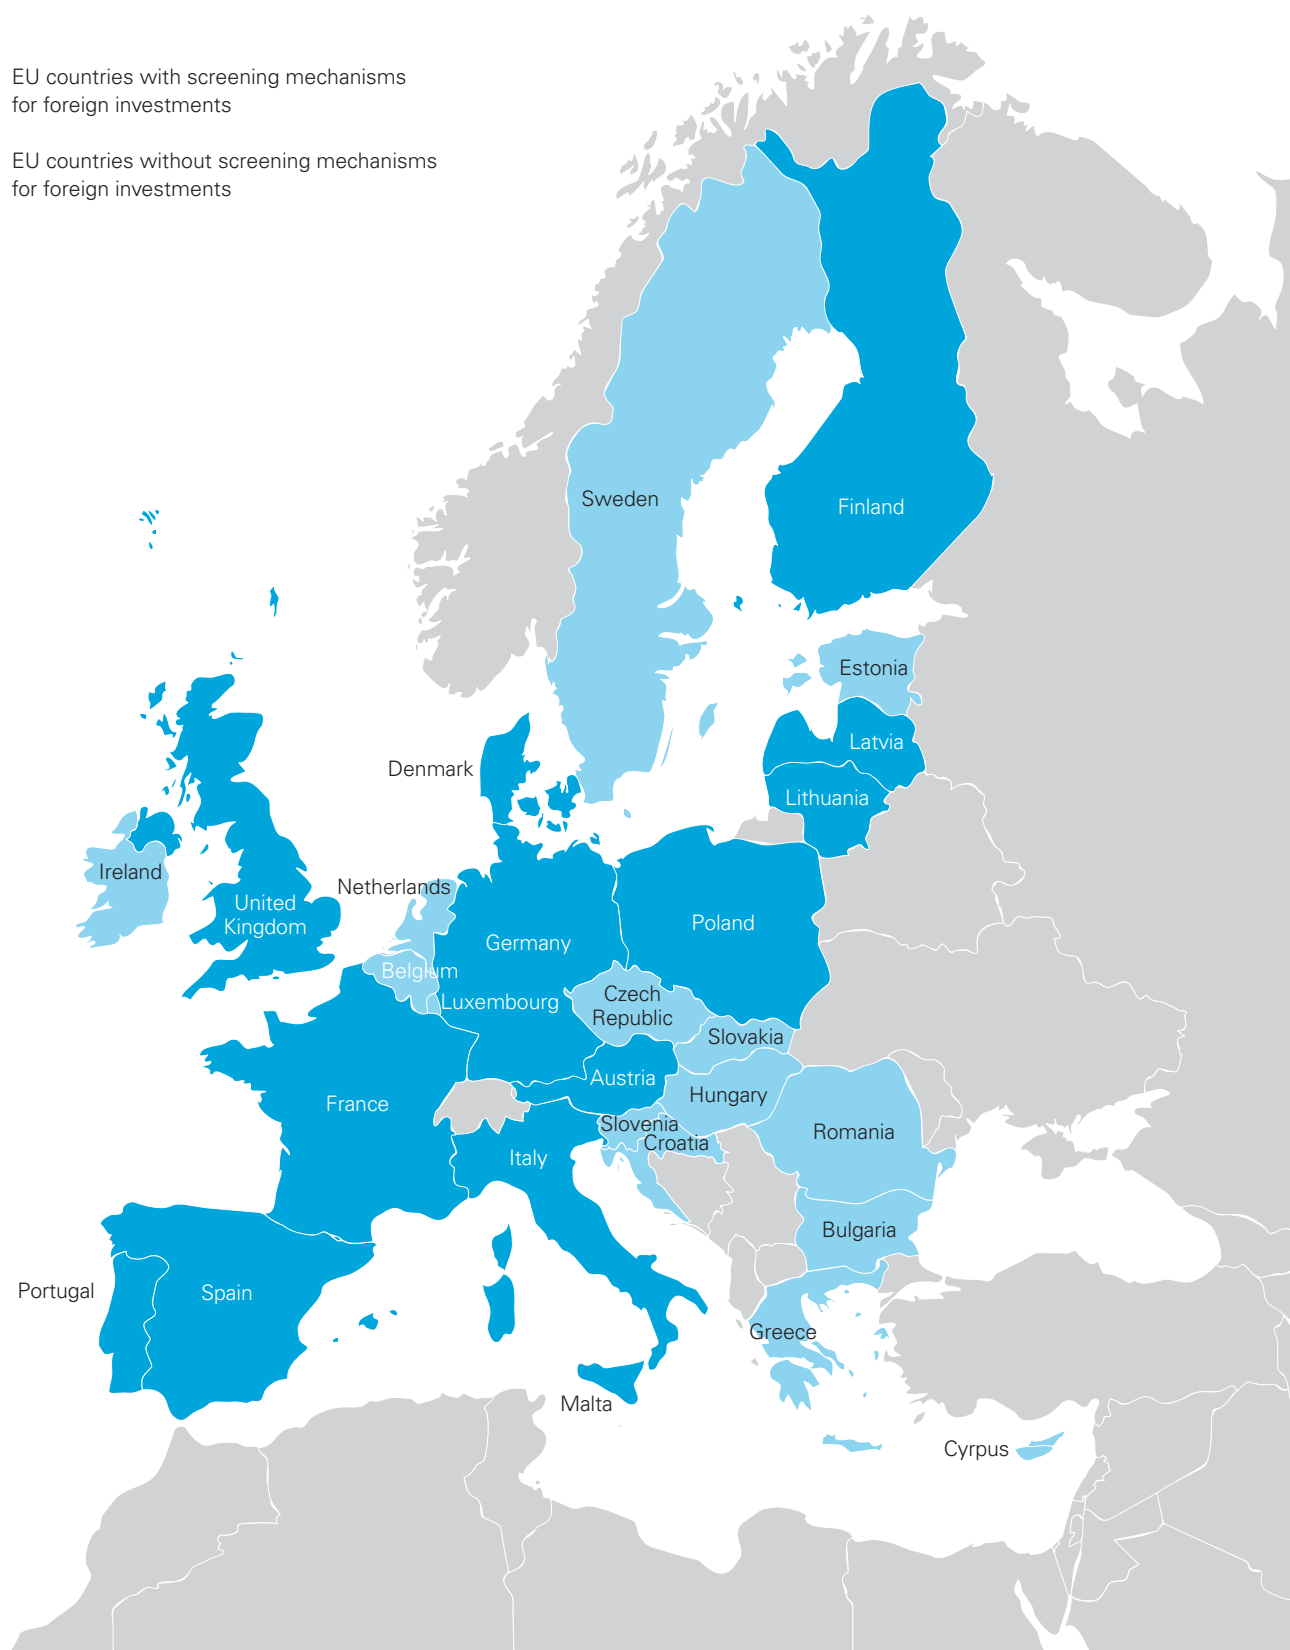 EU countries with screening mechanisms
for foreign investments
EU countries without screening mechanisms
for foreign investments
Sweden
Finland
Estonia
Latvia
Denmark
Lithuania
Ireland
Netherlands
United
Kingdom
Poland
Germany
Belgium
Luxembourg
Czech
Republic
Slovakia
Austria
Hungary
France
Slovenia
Croatia
Romania
Italy
Bulgaria
Portugal
Spain
Greece
Malta
Cyrpus